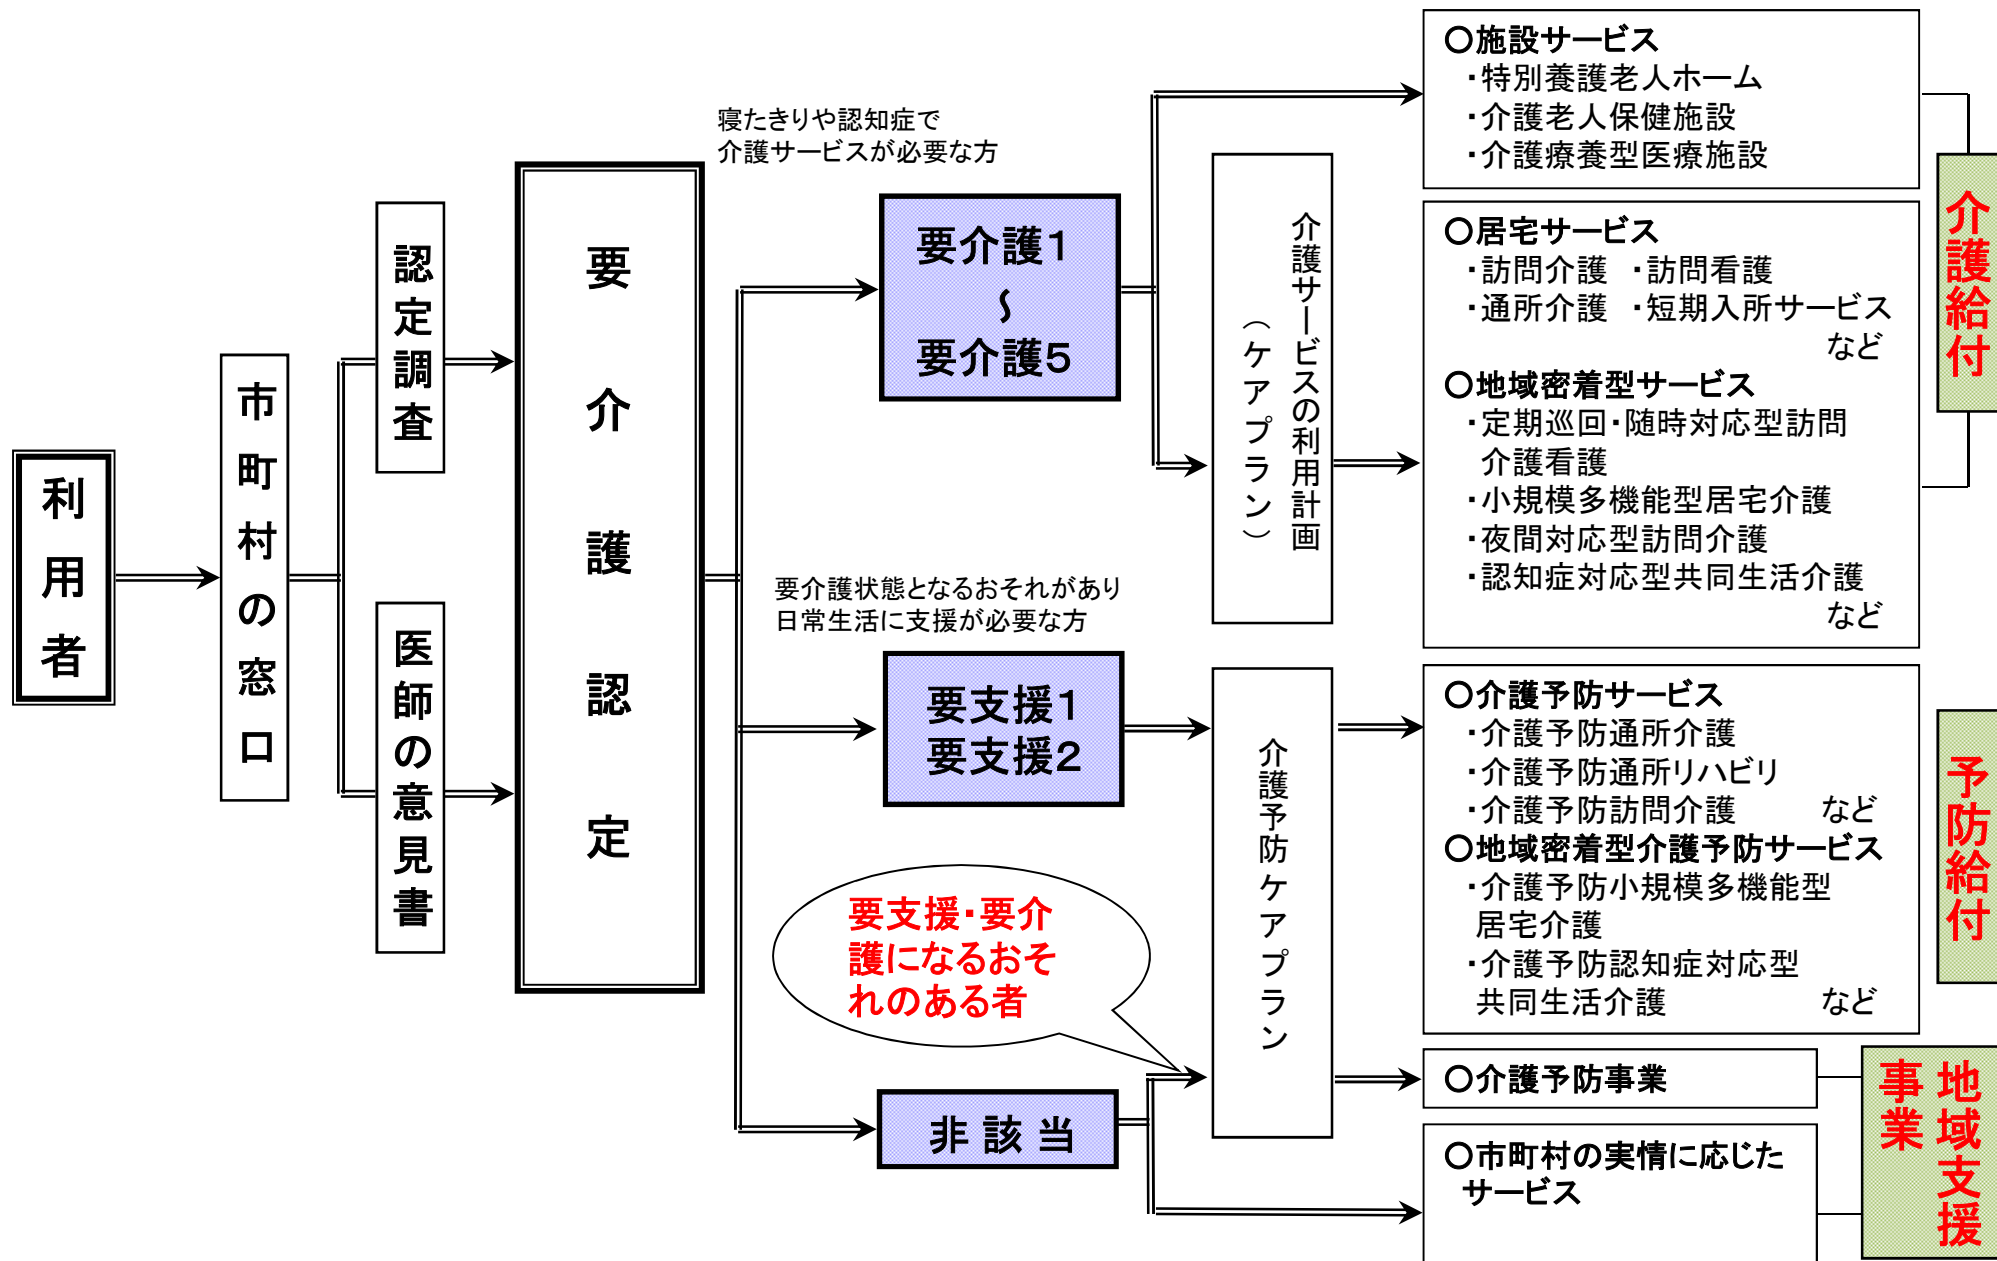 利用者
市町村の窓口
認定調査
医師の意見書
要介護認定
寝たきりや認知症で
介護サービスが必要な方
要介護1
～
要介護5
要介護状態となるおそれがあり
日常生活に支援が必要な方
要支援1
要支援2
要支援・要介
護になるおそ
れのある者
非該当
介護サービスの利用計画
（ケアプラン）
介護予防ケアプラン
○施設サービス
・特別養護老人ホーム
・介護老人保健施設
・介護療養型医療施設
○居宅サービス
・訪問介護 ・訪問看護
・通所介護 ・短期入所サービス
など
○地域密着型サービス
・定期巡回・随時対応型訪問
介護看護
・小規模多機能型居宅介護
・夜間対応型訪問介護
・認知症対応型共同生活介護
など
介護給付
○介護予防サービス
・介護予防通所介護
・介護予防通所リハビリ
・介護予防訪問介護 など
○地域密着型介護予防サービス
・介護予防小規模多機能型
居宅介護
・介護予防認知症対応型
共同生活介護 など
予防給付
○介護予防事業
○市町村の実情に応じた
サービス
地域支援
事業